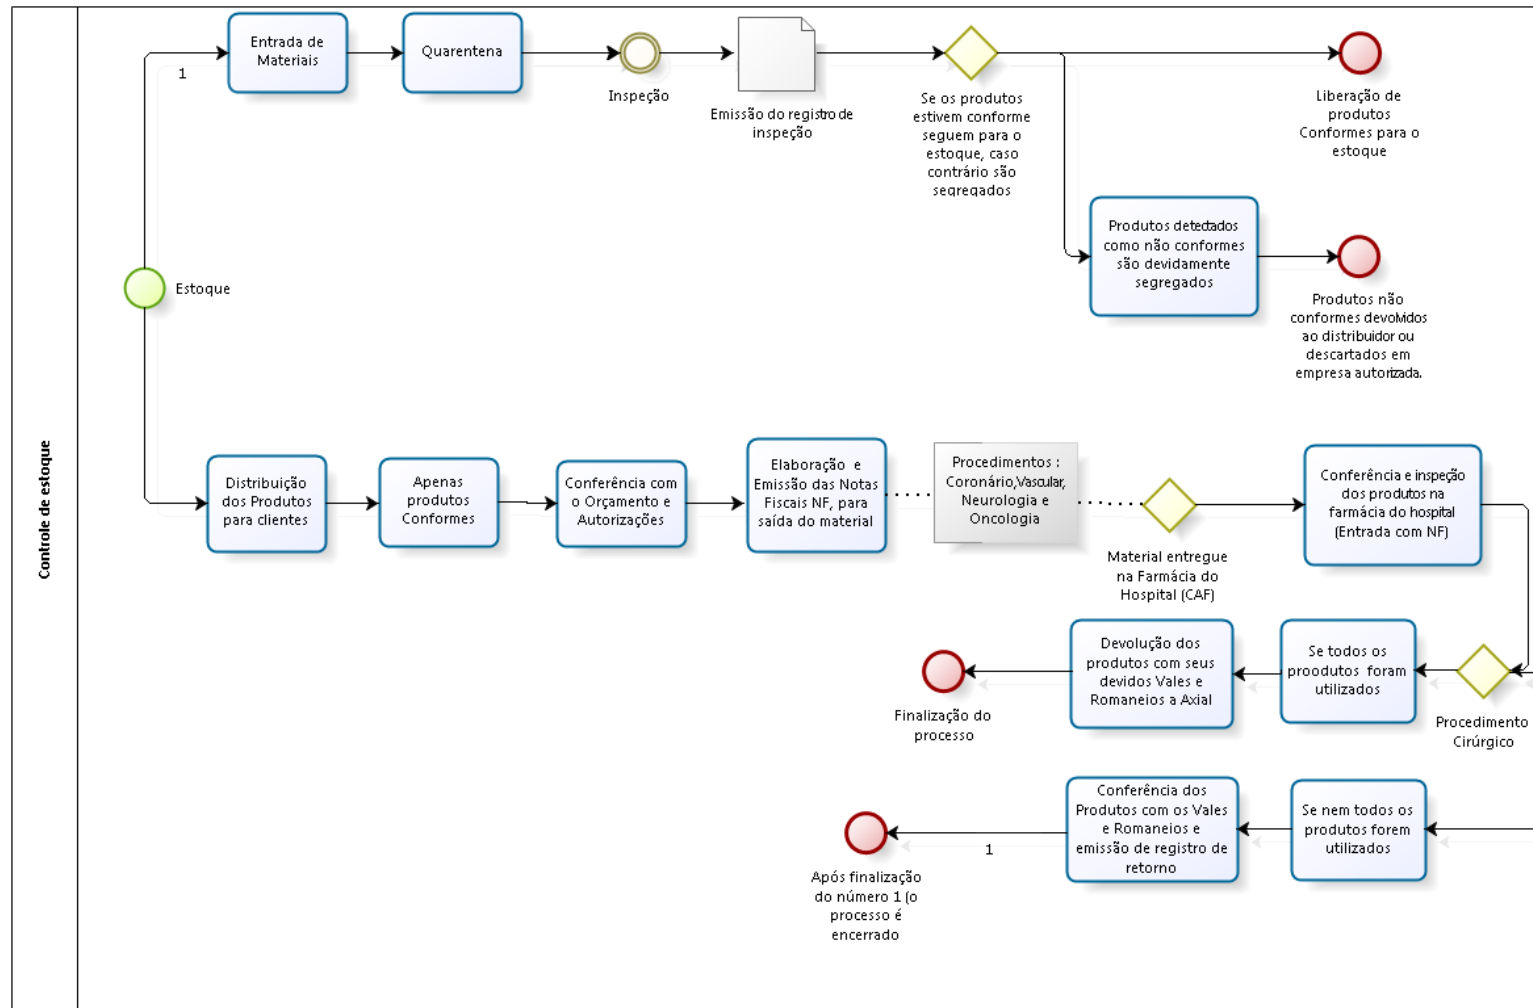 Controle de estoque
Estoque
1
Entrada de
Materiais
Quarentena
Inspeção
Emissão do registro de
inspeção
Se os produtos
estivem conforme
seguem para o
estoque, caso
contrário são
segregados
Liberação de
produtos
Conformes para o
estoque
Produtos detectados
como não conformes
são devidamente
segregados
Produtos não
conformes devolvidos
ao distribuidor ou
descartados em
empresa autorizada.
Distribuição
dos Produtos
para clientes
Apenas
produtos
Conformes
Conferência com
o Orçamento e
Autorizações
Elaboração e
Emissão das Notas
Fiscais NF, para
saída do material
Procedimentos :
Coronário,Vascular,
Neurologia e
Oncologia
Material entregue
na Farmácia do
Hospital (CAF)
Conferência e inspeção
dos produtos na
farmácia do hospital
(Entrada com NF)
Procedimento
Cirúrgico
Se todos os
proodutos foram
utilizados
Devolução dos
produtos com seus
devidos Vales e
Romaneios a Axial
Finalização do
processo
Se nem todos os
produtos forem
utilizados
Conferência dos
Produtos com os Vales
e Romaneios e
emissão de registro de
retorno
1
Após finalização
do número 1 (o
processo é
encerrado